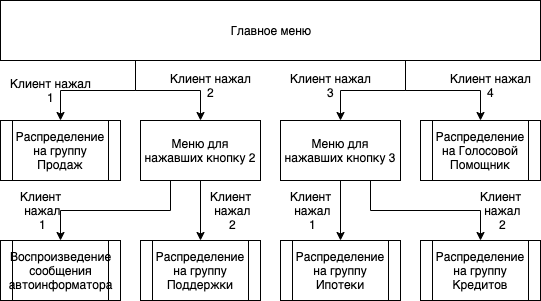 Главное меню
Клиент нажал
1
Клиент нажал
2
Клиент нажал
3
Клиент нажал
4
Распределение
на группу
Продаж
Меню для
нажавших кнопку 2
Меню для
нажавших кнопку 3
Распределение
на Голосовой
Помощник
Клиент
нажал
1
Клиент
нажал
2
Клиент
нажал
1
Клиент
нажал
2
Воспроизведение
сообщения
автоинформатора
Распределение
на группу
Поддержки
Распределение
на группу
Ипотеки
Распределение
на группу
Кредитов